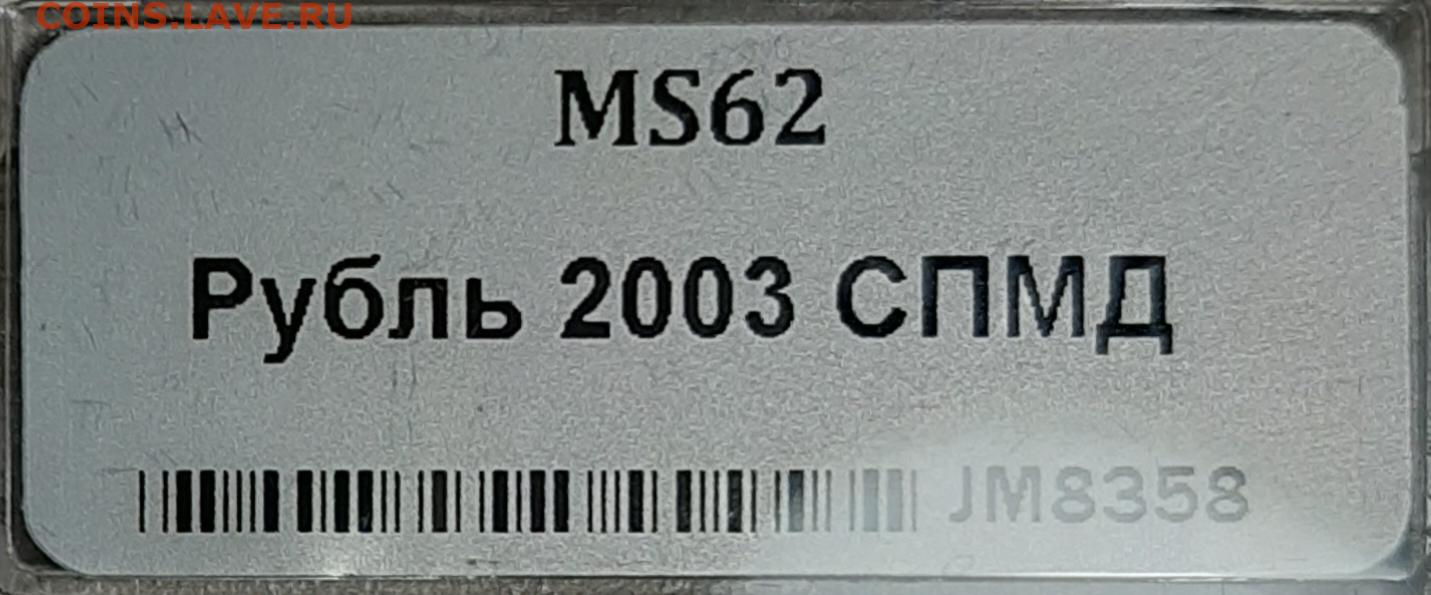 COINS.LAVE.RU
MS62
Рубль 2003 СПМД
JM8358